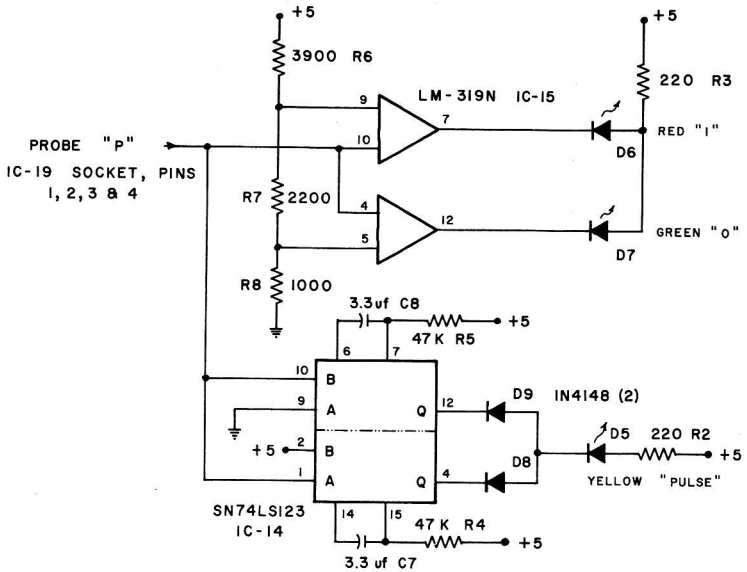 +5
+5
3900 R6
220 R3
LM-319N IC-15
9
7
10
RED "1"
PROBE "P"
D6
IC-19 SOCKET, PINS
1, 2, 3 & 4
R7 2200
4
12
5
GREEN "0"
D7
R8 1000
3.3uf C8
+5
47K R5
6
7
10
B
D9
IN4148 (2)
9
A
Q
12
D5
220 R2
+5
2
B
+5
D8
1
A
Q
4
YELLOW "PULSE"
SN74LS123
IC-14
14
15
47K R4
+5
3.3 uf C7